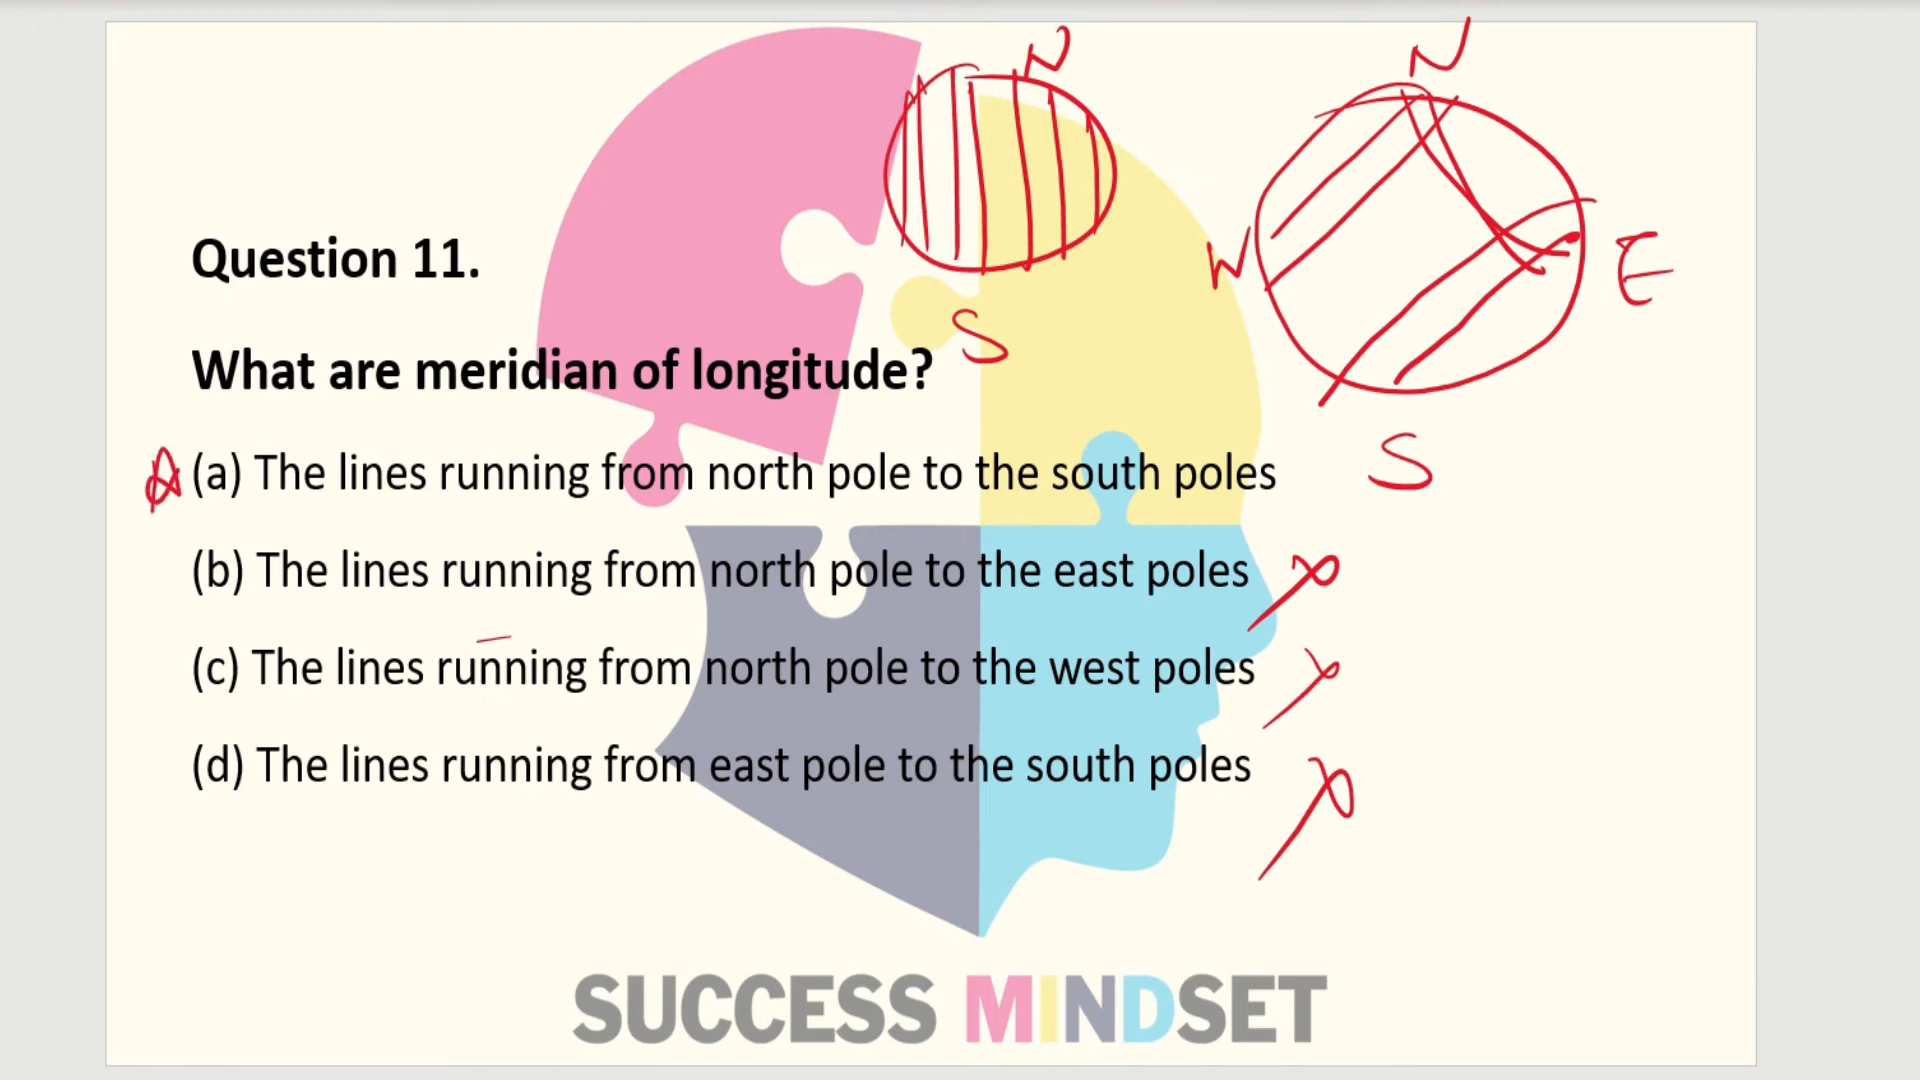 N
N
Question 11.
W
E
S
What are meridian of longitude?
(a) The lines running from north pole to the south poles
S
(b) The lines running from north pole to the east poles
(c) The lines running from north pole to the west poles
(d) The lines running from east pole to the south poles
SUCCESS MINDSET